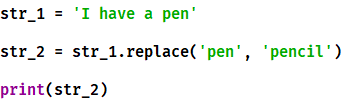 str_1 = 'I have a pen'
str_2 = str_1.replace('pen', 'pencil')
print(str_2)